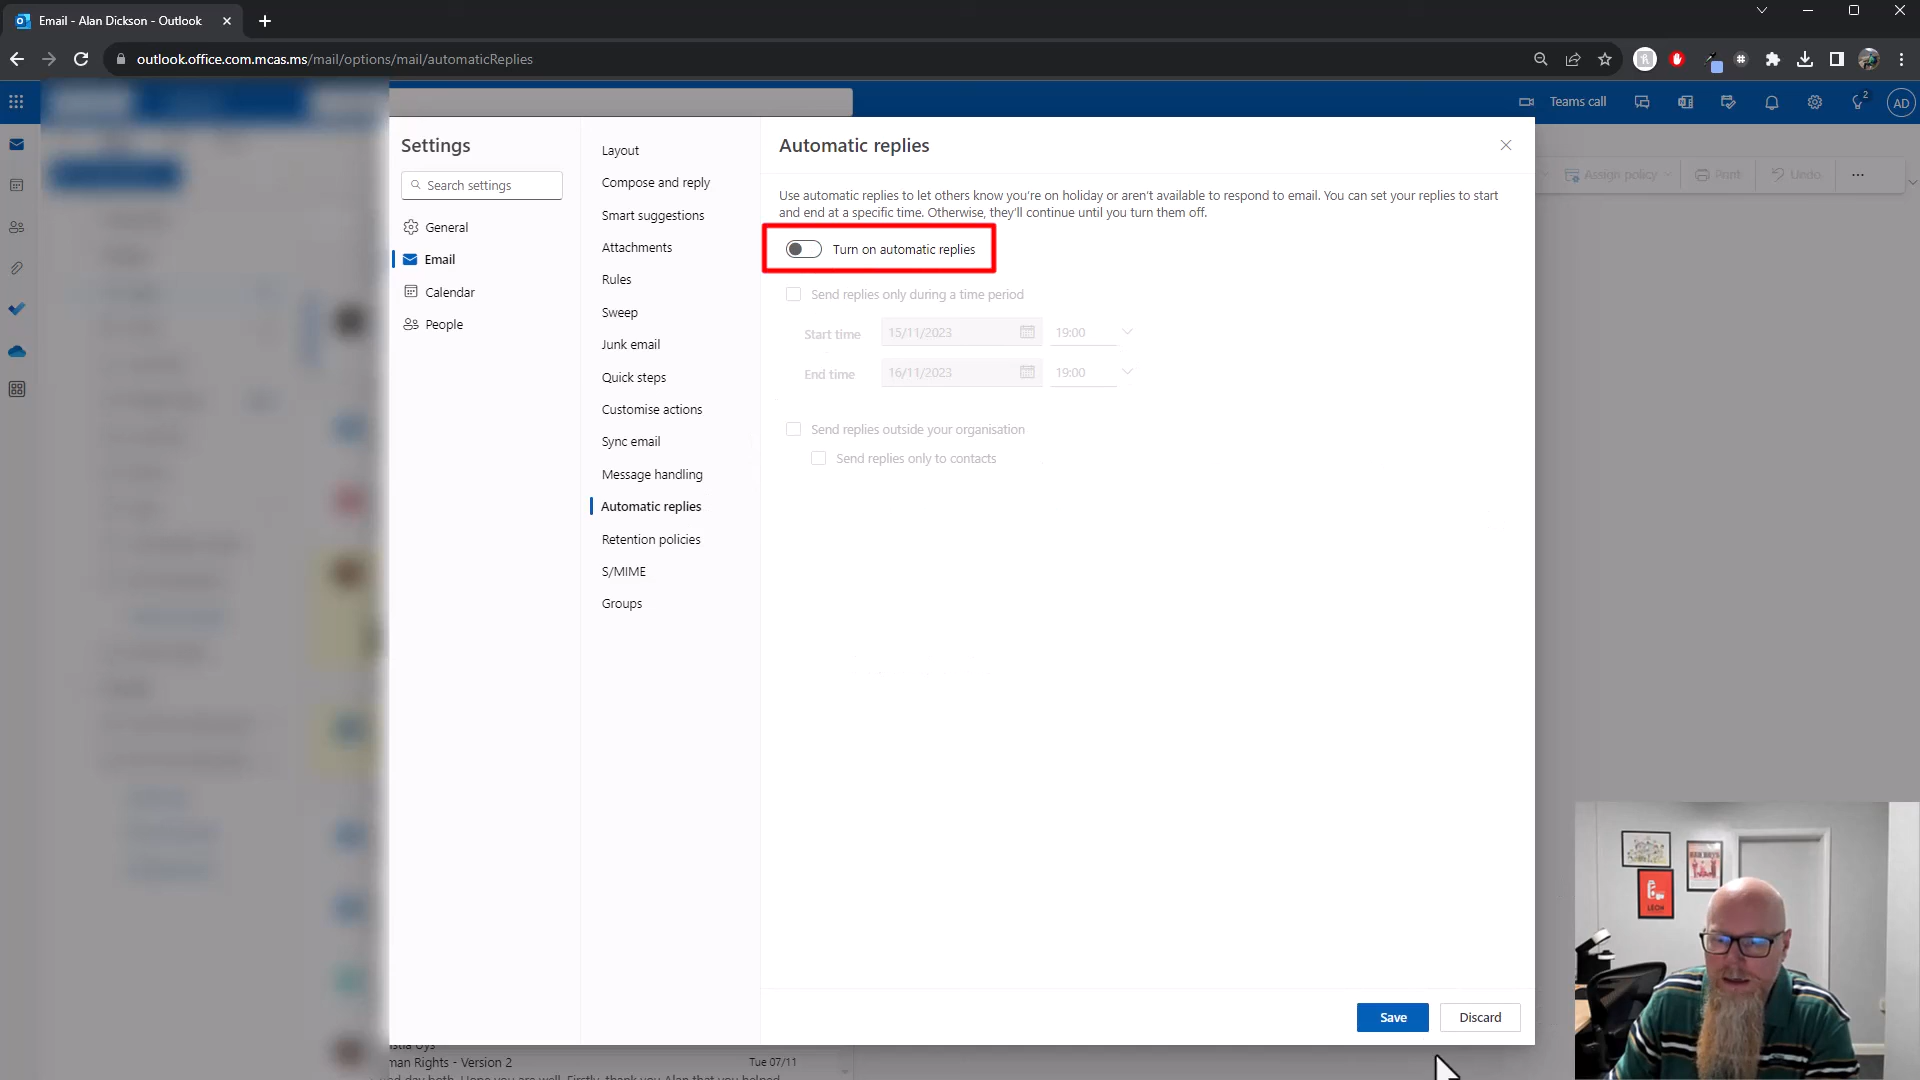 Email - Alan Dickson - Outlook
outlook.office.com.mcas.ms/mail/options/mail/automaticReplies
Teams call
2
AD
Settings
Search settings
General
Email
Calendar
People
Layout
Compose and reply
Smart suggestions
Attachments
Rules
Sweep
Junk email
Quick steps
Customise actions
Sync email
Message handling
Automatic replies
Retention policies
S/MIME
Groups
Automatic replies
Use automatic replies to let others know you're on holiday or aren't available to respond to email. You can set your replies to start
and end at a specific time. Otherwise, they'll continue until you turn them off.
Turn on automatic replies
Send replies only during a time period
Start time 15/11/2023 19:00
End time 16/11/2023 19:00
Send replies outside your organisation
Send replies only to contacts
Save
Discard
Assign policy
Print
Undo
man Rights - Version 2 Tue 07/11
LEON